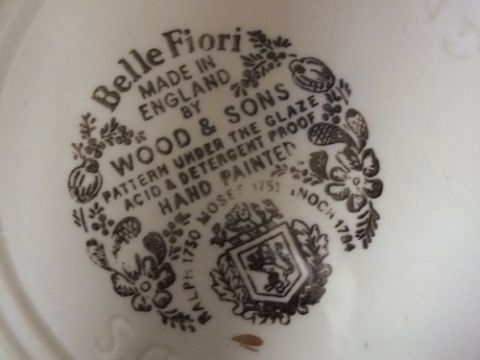 Belle Fiori
MADE IN
ENGLAND
BY
WOOD & SONS
PATTERN UNDER THE GLAZE
ACID & DETERGENT PROOF
HAND PAINTED
RALPH 1750 MOSES 1751 ENOCH 1784